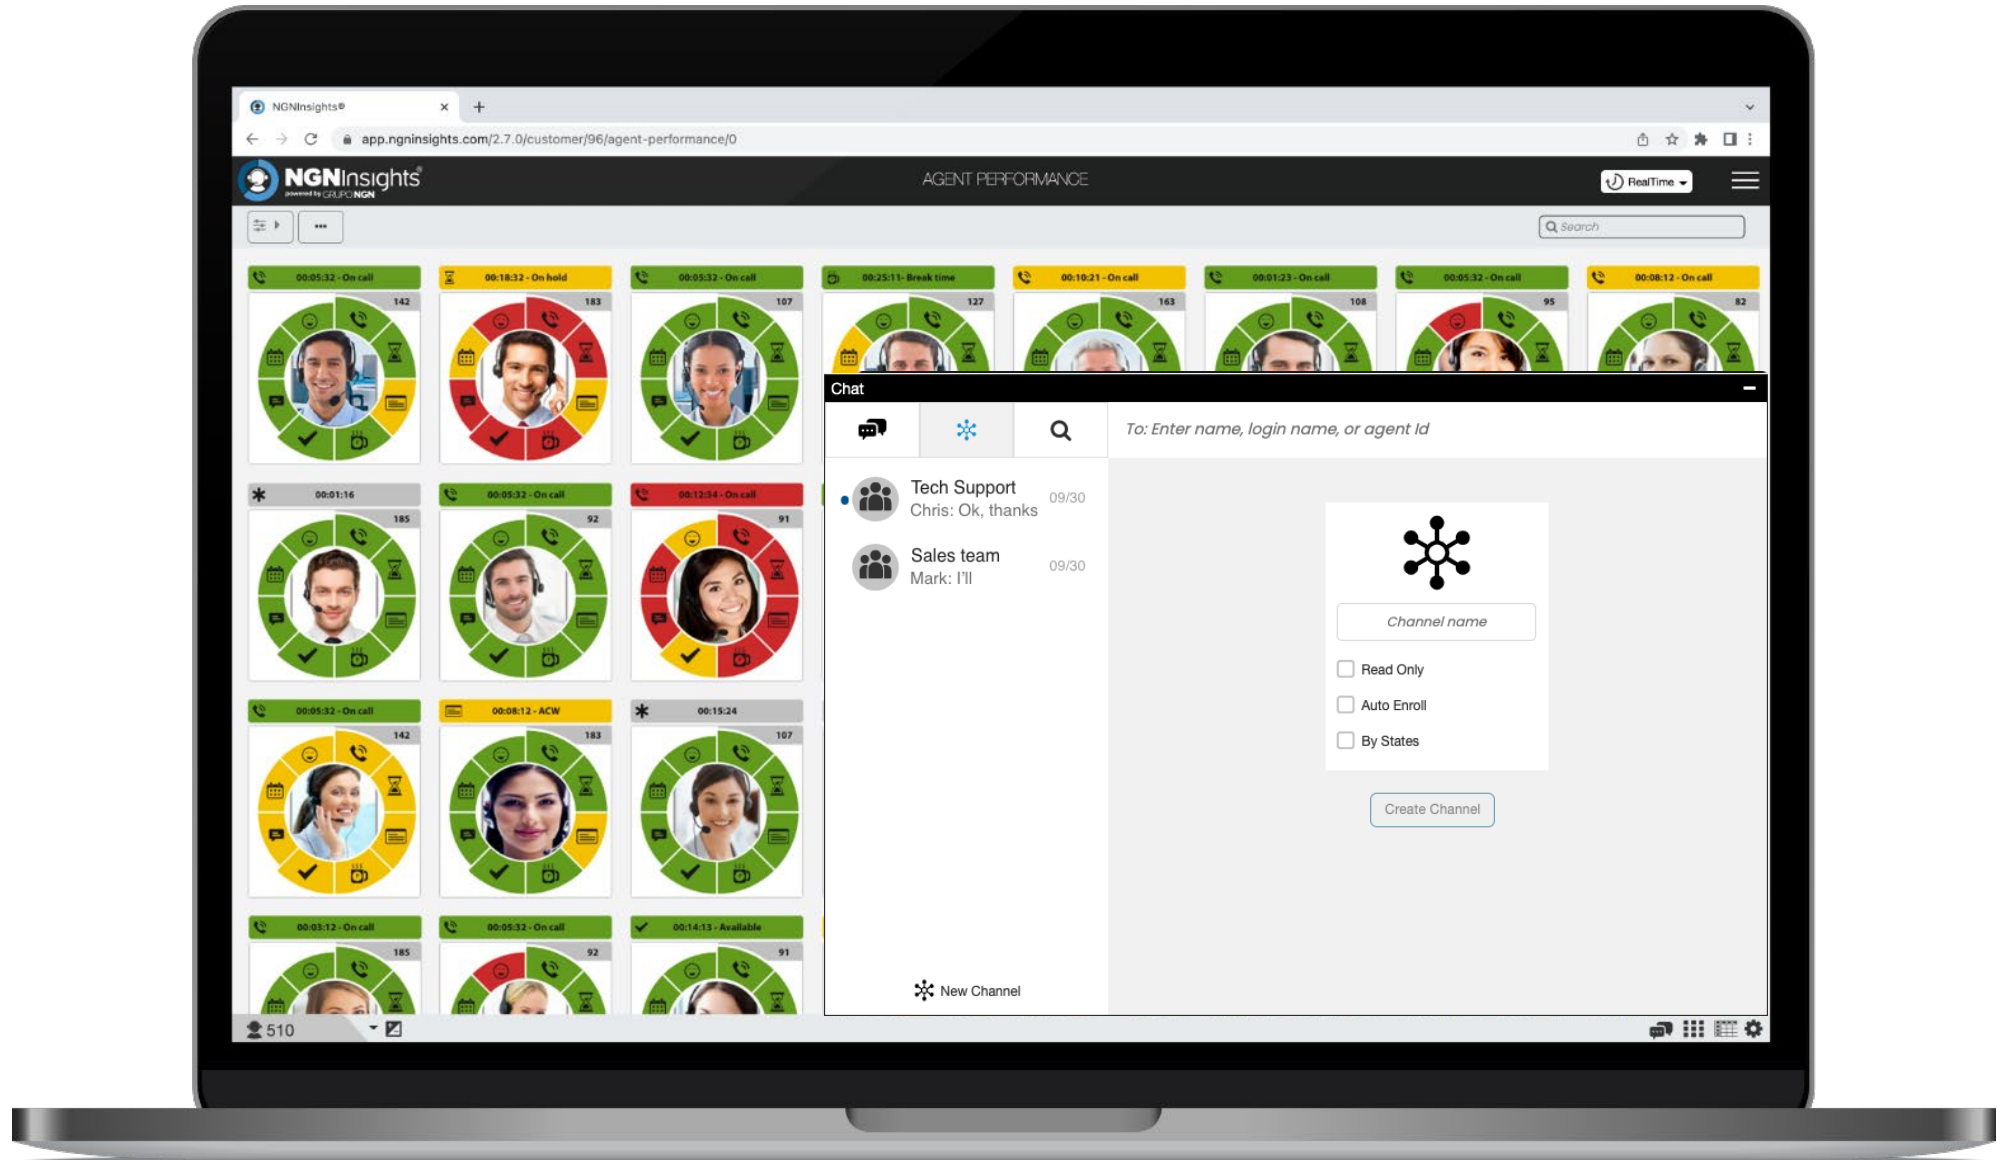 NGNInsights®
app.ngninsights.com/2.7.0/customer/96/agent-performance/0
NGNInsights®
powered by GRUPO NGN
AGENT PERFORMANCE
RealTime
Search
00:05:32 - On call
00:18:32 - On hold
00:05:32 - On call
00:25:11- Break time
00:10:21 - On call
00:01:23 - On call
00:05:32 - On call
00:08:12 - On call
142
183
107
127
163
108
95
82
Chat
To: Enter name, login name, or agent Id
Tech Support
09/30
Chris: Ok, thanks
Sales team
09/30
Mark: I'll
Channel name
Read Only
Auto Enroll
By States
Create Channel
New Channel
00:01:16
00:05:32 - On call
00:12:54 - On call
185
92
91
00:05:32 - On call
00:08:12 - ACW
00:15:24
142
183
107
00:03:12 - On call
00:05:32 - On call
00:14:13 - Available
185
92
91
510